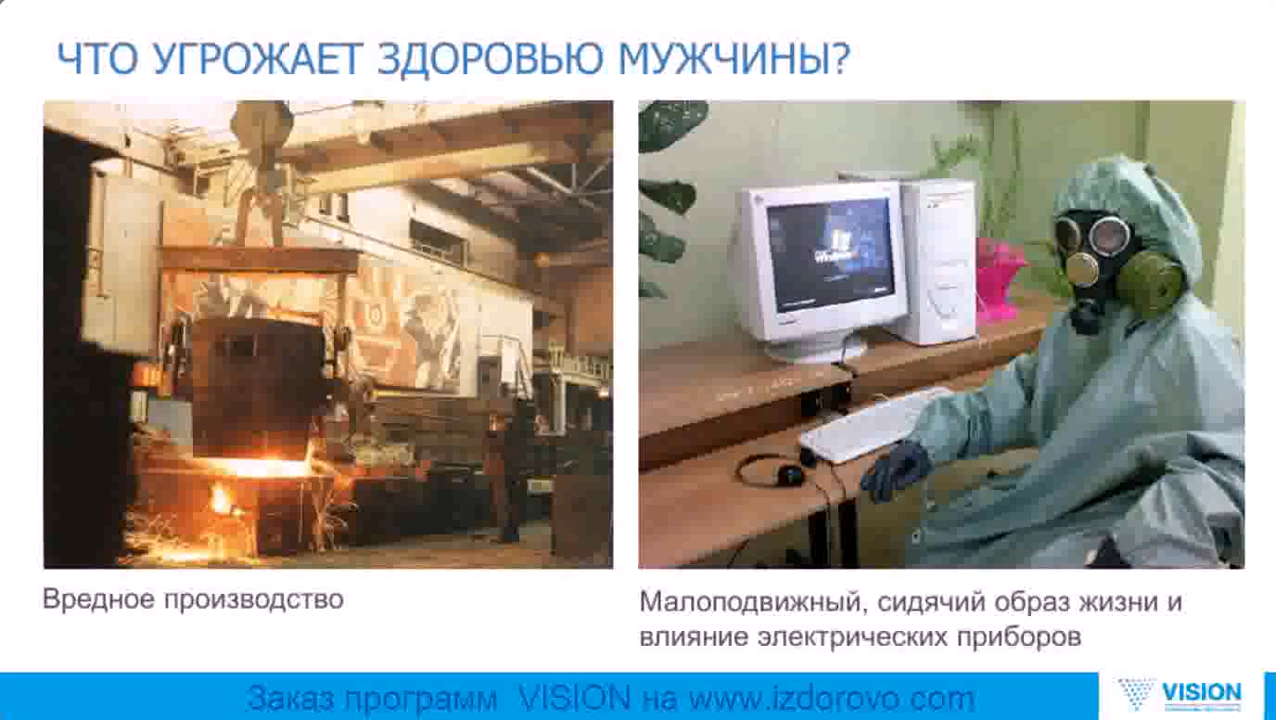 ЧТО УГРОЖАЕТ ЗДОРОВЬЮ МУЖЧИНЫ?
Windows
Вредное производство
Малоподвижный, сидячий образ жизни и
влияние электрических приборов
Заказ программ VISION на www.izdorovo.com
VISION